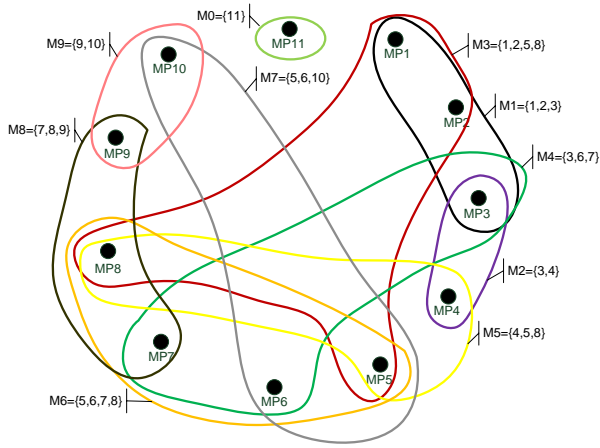 M0={11}
M9={9,10}
MP11
MP1
M3={1,2,5,8}
MP10
M7={5,6,10}
M1={1,2,3}
MP2
M8={7,8,9}
MP9
M4={3,6,7}
MP3
MP8
M2={3,4}
MP4
M5={4,5,8}
MP7
MP5
MP6
M6={5,6,7,8}